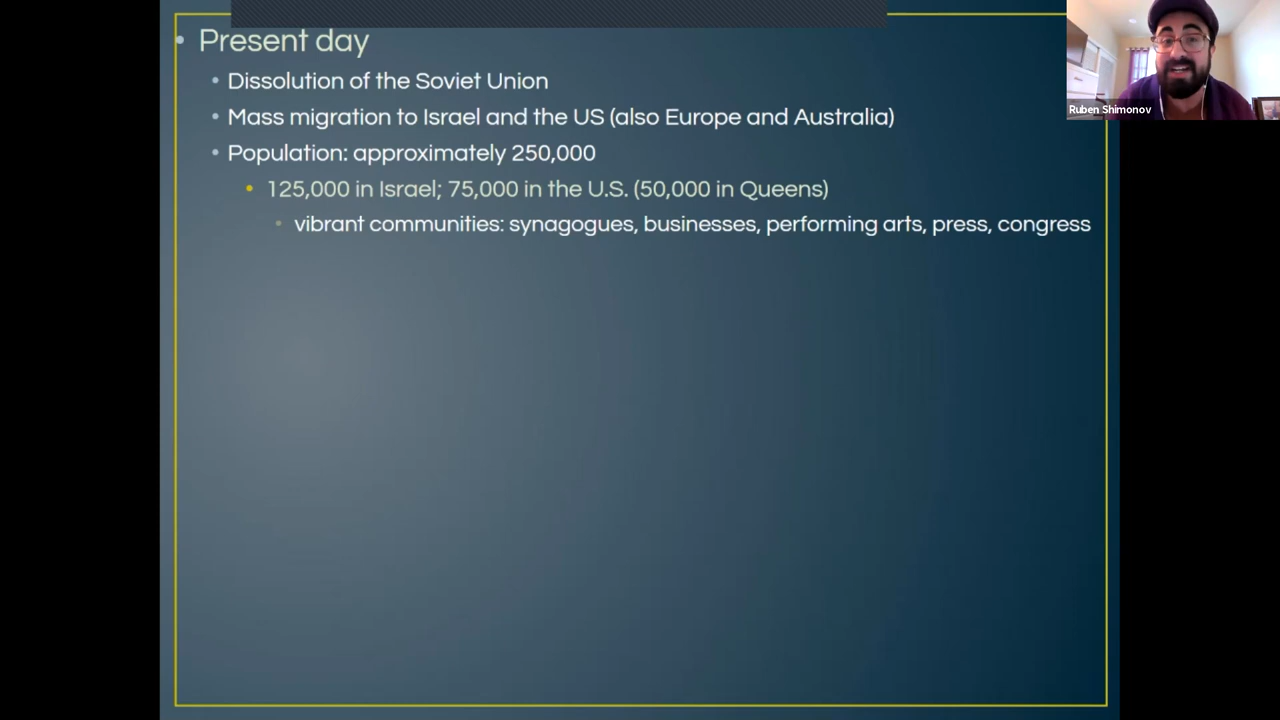 Present day
Dissolution of the Soviet Union
Mass migration to Israel and the US (also Europe and Australia)
Population: approximately 250,000
125,000 in Israel; 75,000 in the U.S. (50,000 in Queens)
vibrant communities: synagogues, businesses, performing arts, press, congress
Ruben Shimonov